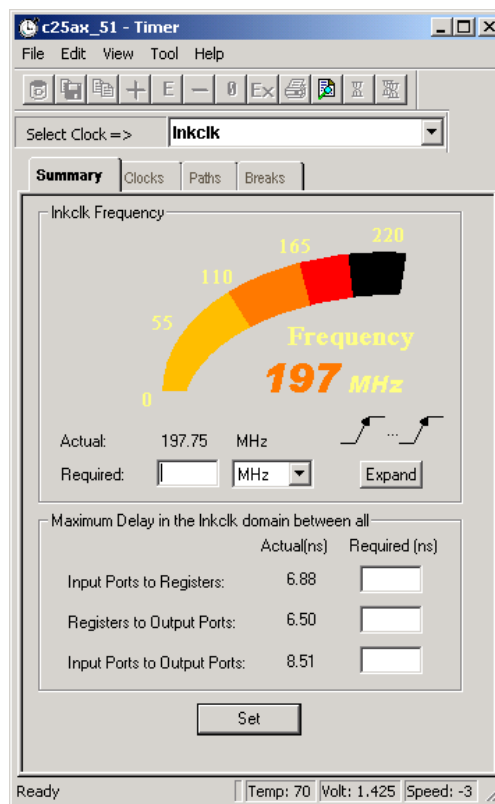 c25ax_51 - Timer
File Edit View Tool Help
E Ex
Select Clock => lnkclk
Summary Clocks Paths Breaks
lnkclk Frequency
220
165
110
55
0
Frequency
197 MHz
Actual: 197.75 MHz
Required: MHz Expand
Maximum Delay in the lnkclk domain between all
Actual(ns) Required (ns)
Input Ports to Registers: 6.88
Registers to Output Ports: 6.50
Input Ports to Output Ports: 8.51
Set
Ready Temp: 70 Volt: 1.425 Speed: -3